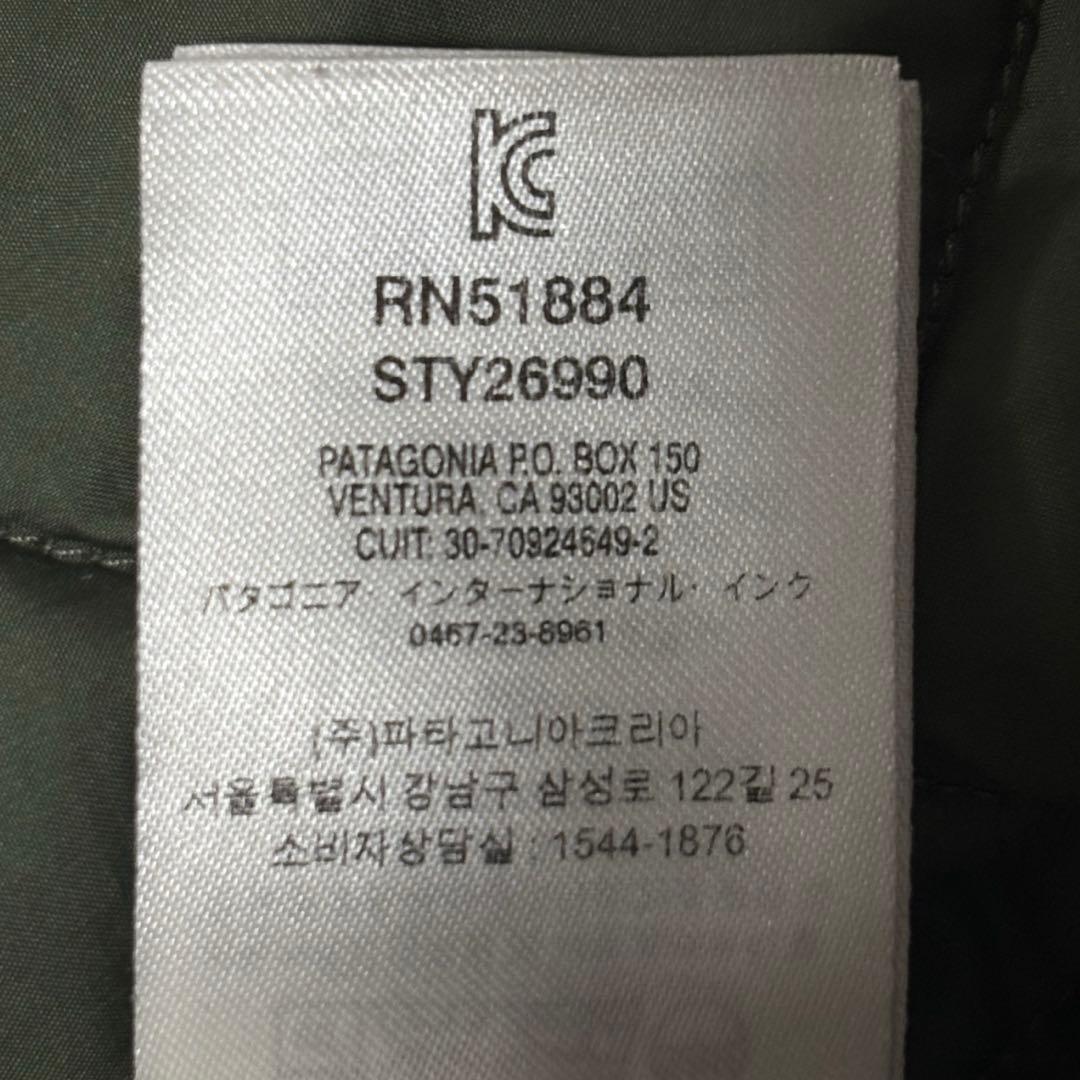 KC
RN51884
STY26990
PATAGONIA P.O. BOX 150
VENTURA, CA 93002 US
CUIT: 30-70924649-2
パタゴニア インターナショナル・インク
0467-23-8961
(주)파타고니아코리아
서울특별시 강남구 삼성로 122길 25
소비자상담실 : 1544-1876